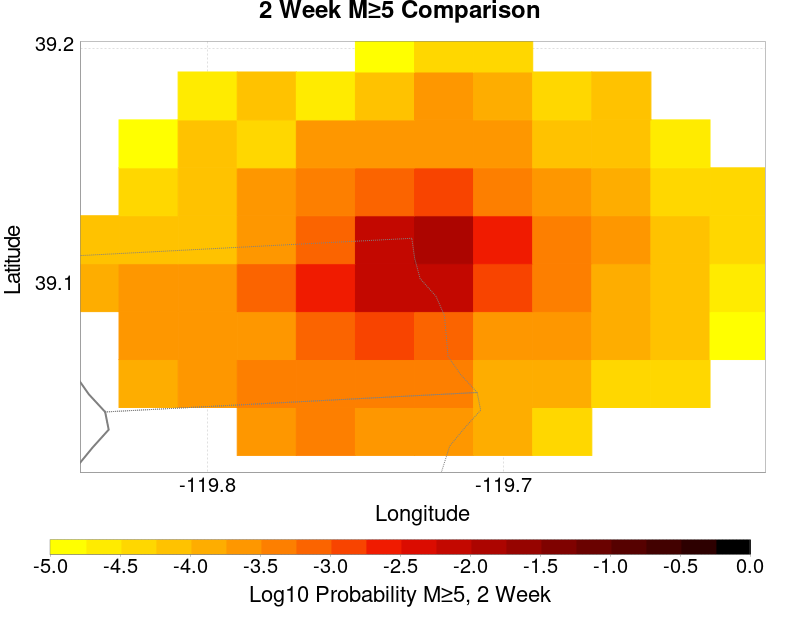 2 Week M≥5 Comparison
39.2
Latitude
39.1
-119.8 -119.7
Longitude
-5.0 -4.5 -4.0 -3.5 -3.0 -2.5 -2.0 -1.5 -1.0 -0.5 0.0
Log10 Probability M≥5, 2 Week